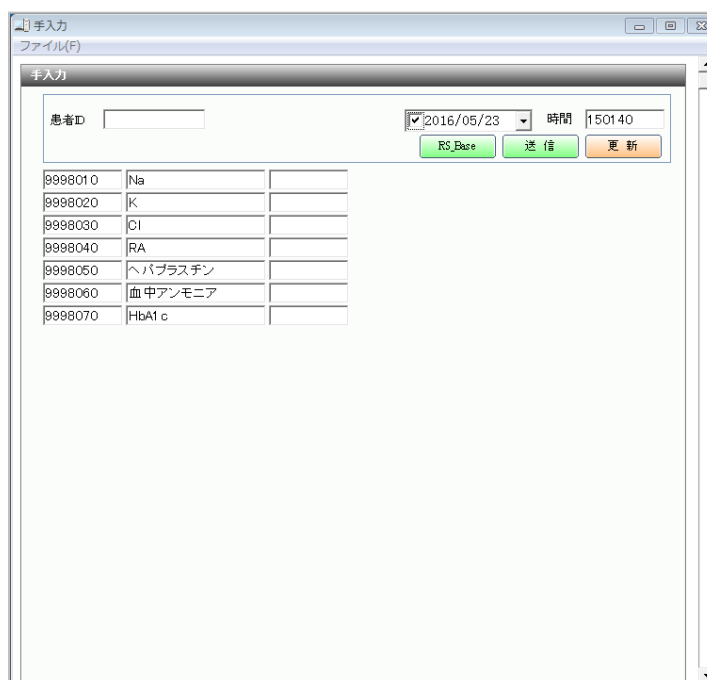 手入力
ファイル(F)
手入力
患者ID 2016/05/23 時間 150140
RS_Base 送信 更新
9998010 Na
9998020 K
9998030 Cl
9998040 RA
9998050 ヘパプラスチン
9998060 血中アンモニア
9998070 HbA1c